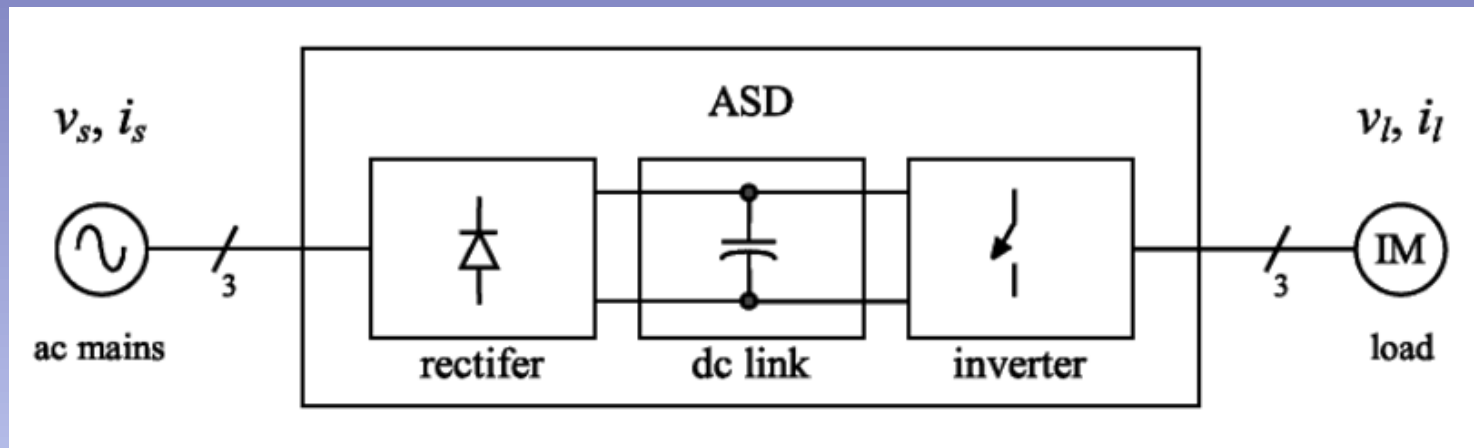 ASD
vs, is
vl, il
3
3
IM
ac mains
rectifer
dc link
inverter
load